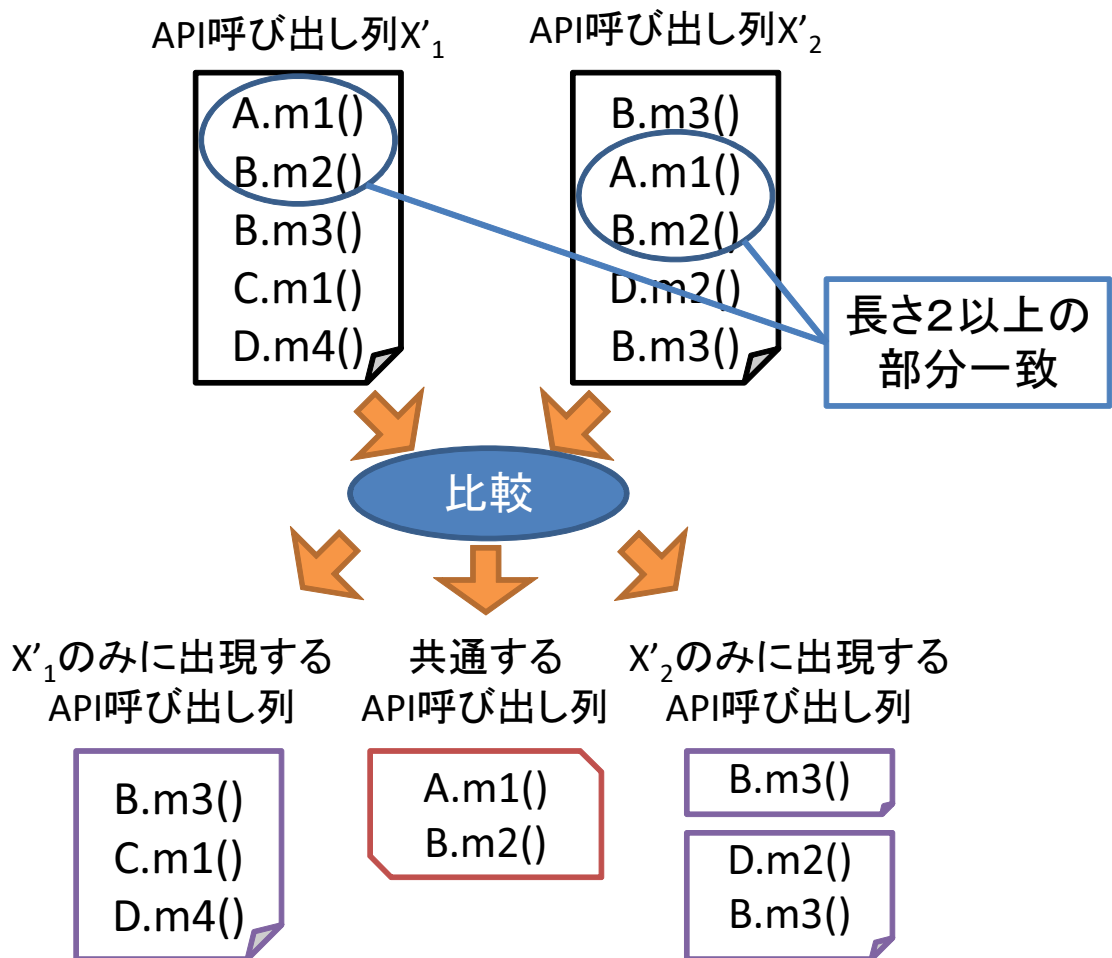 API呼び出し列X’₁
A.m1()
B.m2()
B.m3()
C.m1()
D.m4()
API呼び出し列X’₂
B.m3()
A.m1()
B.m2()
D.m2()
B.m3()
長さ2以上の
部分一致
比較
X’₁のみに出現する
API呼び出し列
B.m3()
C.m1()
D.m4()
共通する
API呼び出し列
A.m1()
B.m2()
X’₂のみに出現する
API呼び出し列
B.m3()
D.m2()
B.m3()